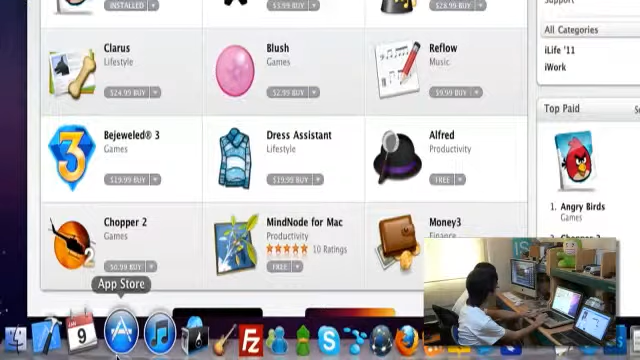 INSTALLED
$3.99 BUY
$28.99 BUY
Support
All Categories
iLife '11
iWork
Clarus
Lifestyle
$24.99 BUY
Blush
Games
$2.99 BUY
Reflow
Music
$9.99 BUY
Top Paid
Bejeweled® 3
Games
$19.99 BUY
Dress Assistant
Lifestyle
$19.99 BUY
Alfred
Productivity
FREE
1. Angry Birds
Games
Chopper 2
Games
$0.99 BUY
MindNode for Mac
Productivity
10 Ratings
FREE
Money3
Finance
App Store
JAN
9
FZ
S